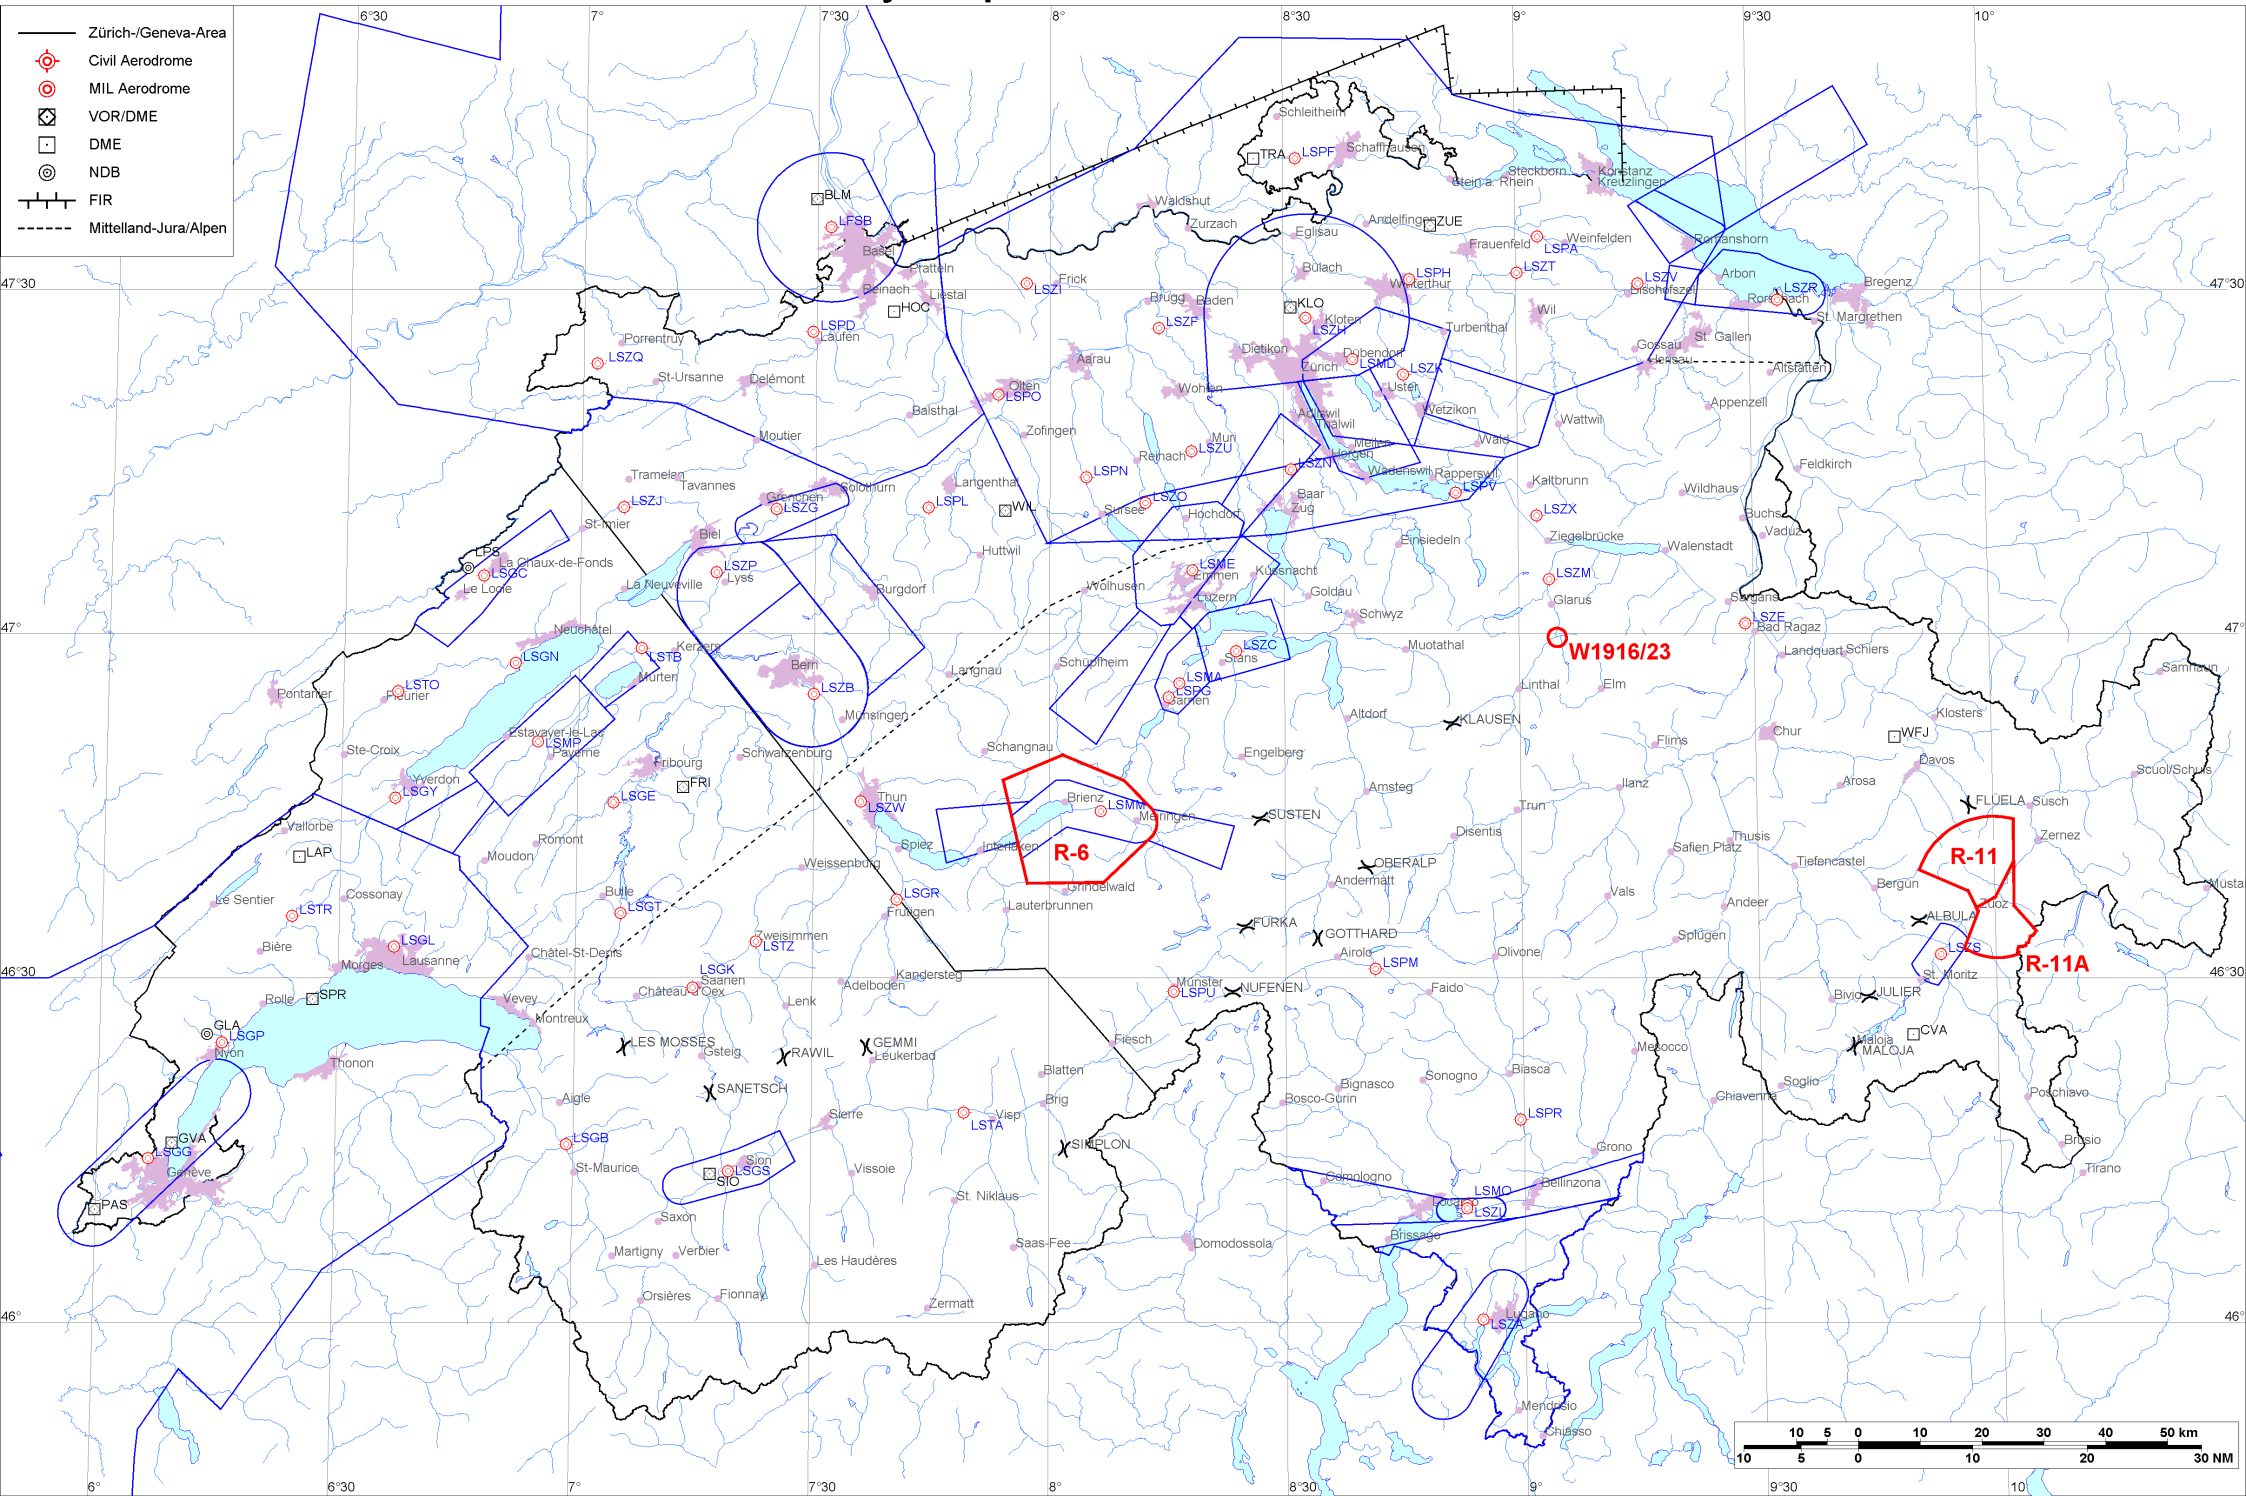 6°30
7°
7°30
8°
8°30
9°
9°30
10°
Zürich-/Geneva-Area
Civil Aerodrome
MIL Aerodrome
VOR/DME
DME
NDB
FIR
Mittelland-Jura/Alpen
Schleitheim
TRA
LSPF
Schaffhausen
Steckborn
Konstanz
Kreuzlingen
Stein a. Rhein
BLM
LFSB
Basel
Waldshut
Zurzach
Eglisau
Andelfingen
ZUE
Frauenfeld
LSPA
Weinfelden
Romanshorn
Pratteln
Reinach
Liestal
HOC
Frick
LSZI
Bülach
LSPH
Winterthur
LSZT
LSZV
Bischofszell
Arbon
LSZR
Rorschach
Bregenz
47°30
47°30
St. Margrethen
Brugg
Baden
LSZF
KLO
Kloten
LSZH
Wil
Turbenthal
St. Gallen
Gossau
Herisau
Altstätten
LSPD
Laufen
Porrentruy
LSZQ
St-Ursanne
Delémont
Aarau
Olten
LSPO
Balsthal
Wohlen
Dietikon
Zürich
Dübendorf
LSMD
LSZK
Uster
Wetzikon
Appenzell
Wattwil
Adliswil
Thalwil
Zofingen
Moutier
Muri
Reinach
LSZU
Meilen
Horgen
Wald
LSZN
Wädenswil
Rapperswil
LSPV
Feldkirch
Tramelan
Tavannes
Grenchen
Solothurn
LSZG
LSZJ
Langenthal
LSPL
WIL
LSPN
LSZO
Sursee
Hochdorf
Baar
Zug
Kaltbrunn
LSZX
Wildhaus
Buchs
Vaduz
St-Imier
Biel
Ziegelbrücke
Walenstadt
Einsiedeln
LPS
La Chaux-de-Fonds
LSGC
Le Locle
LSZP
Lyss
La Neuveville
Huttwil
Burgdorf
Wolhusen
LSME
Emmen
Küssnacht
Luzern
Goldau
Schwyz
LSZM
Glarus
Sargans
LSZE
Bad Ragaz
47°
47°
Neuchâtel
LSGN
LSTB
Kerzers
Murten
Bern
LSZB
Langnau
Schüpfheim
LSZC
Stans
LSMA
LSPG
Sarnen
Muotathal
W1916/23
Landquart
Schiers
Samnaun
Pontarlier
LSTO
Fleurier
Münsingen
Linthal
Elm
Altdorf
KLAUSEN
Klosters
Ste-Croix
Estavayer-le-Lac
LSMP
Payerne
Schwarzenburg
Schangnau
Engelberg
Flims
Chur
WFJ
Davos
Scuol/Schuls
Yverdon
LSGY
Fribourg
FRI
LSGE
Thun
LSZW
Brienz
LSMM
Meiringen
SUSTEN
Amsteg
Trun
Ilanz
Arosa
FLÜELA
Susch
Vallorbe
LAP
Romont
Moudon
Weissenburg
Spiez
Interlaken
R-6
OBERALP
Disentis
Safien Platz
Thusis
Tiefencastel
R-11
Zernez
Cossonay
Le Sentier
LSTR
Bulle
LSGT
LSGR
Frutigen
Grindelwald
Lauterbrunnen
Andermatt
FURKA
GOTTHARD
Vals
Andeer
Bergün
Zuoz
ALBULA
Bière
LSGL
Lausanne
Morges
Châtel-St-Denis
Zweisimmen
LSTZ
Airolo
LSPM
Olivone
Splügen
LSZS
St. Moritz
R-11A
46°30
46°30
Rolle
SPR
Vevey
Montreux
LSGK
Saanen
Château-d'Oex
Lenk
Adelboden
Kandersteg
Münster
LSPU
NUFENEN
Faido
Bivio
JULIER
CVA
Maloja
MALOJA
GLA
LSGP
Nyon
Thonon
LES MOSSES
Gsteig
RAWIL
GEMMI
Leukerbad
Fiesch
Mesocco
Blatten
Bignasco
Sonogno
Biasca
Soglio
Chiavenna
Poschiavo
SANETSCH
Aigle
Sierre
Brig
Visp
LSTA
Bosco-Gurin
LSPR
GVA
LSGG
Genève
LSGB
St-Maurice
Sion
LSGS
SIO
Vissoie
SIMPLON
Grono
Brusio
Tirano
PAS
Saxon
St. Niklaus
Comologno
LSMO
Locarno
LSZL
Bellinzona
Martigny
Verbier
Les Haudères
Saas-Fee
Domodossola
Brissago
Orsières
Fionnay
Zermatt
46°
46°
Lugano
LSZA
Mendrisio
Chiasso
10 5 0 10 20 30 40 50 km
10 5 0 10 20 30 NM
6°
6°30
7°
7°30
8°
8°30
9°
9°30